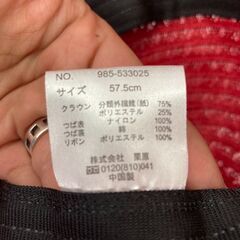 NO. 985-533025
サイズ 57.5cm
クラウン 分類外繊維(紙) 75%
ポリエステル 25%
つば表 ナイロン 100%
つば裏 綿 100%
リボン ポリエステル 100%
株式会社 栗原
0120(810)041
中国製